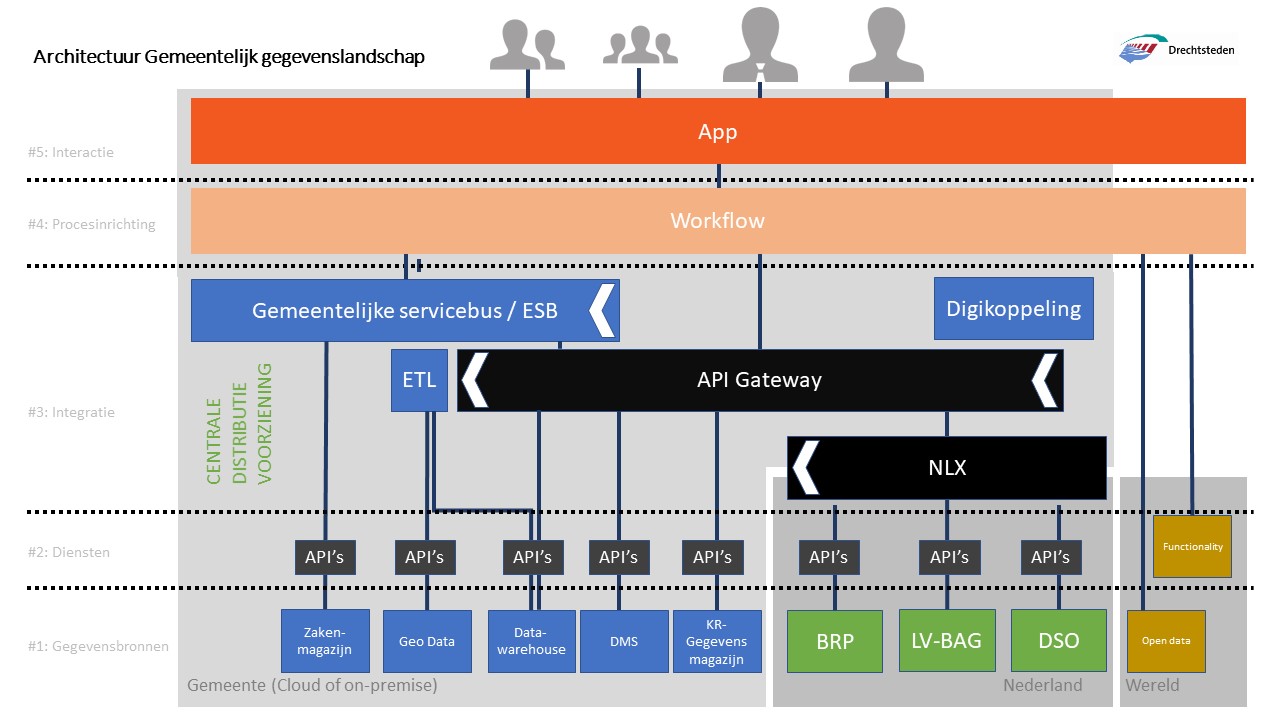 Architectuur Gemeentelijk gegevenslandschap
Drechtsteden
App
#5: Interactie
Workflow
#4: Procesinrichting
Gemeentelijke servicebus / ESB
Digikoppeling
ETL
API Gateway
CENTRALE
DISTRIBUTIE
VOORZIENING
#3: Integratie
NLX
#2: Diensten
API's
API's
API's
API's
API's
API's
API's
API's
Functionality
#1: Gegevensbronnen
Zaken-
magazijn
Geo Data
Data-
warehouse
DMS
KR-
Gegevens
magazijn
BRP
LV-BAG
DSO
Open data
Gemeente (Cloud of on-premise)
Nederland
Wereld